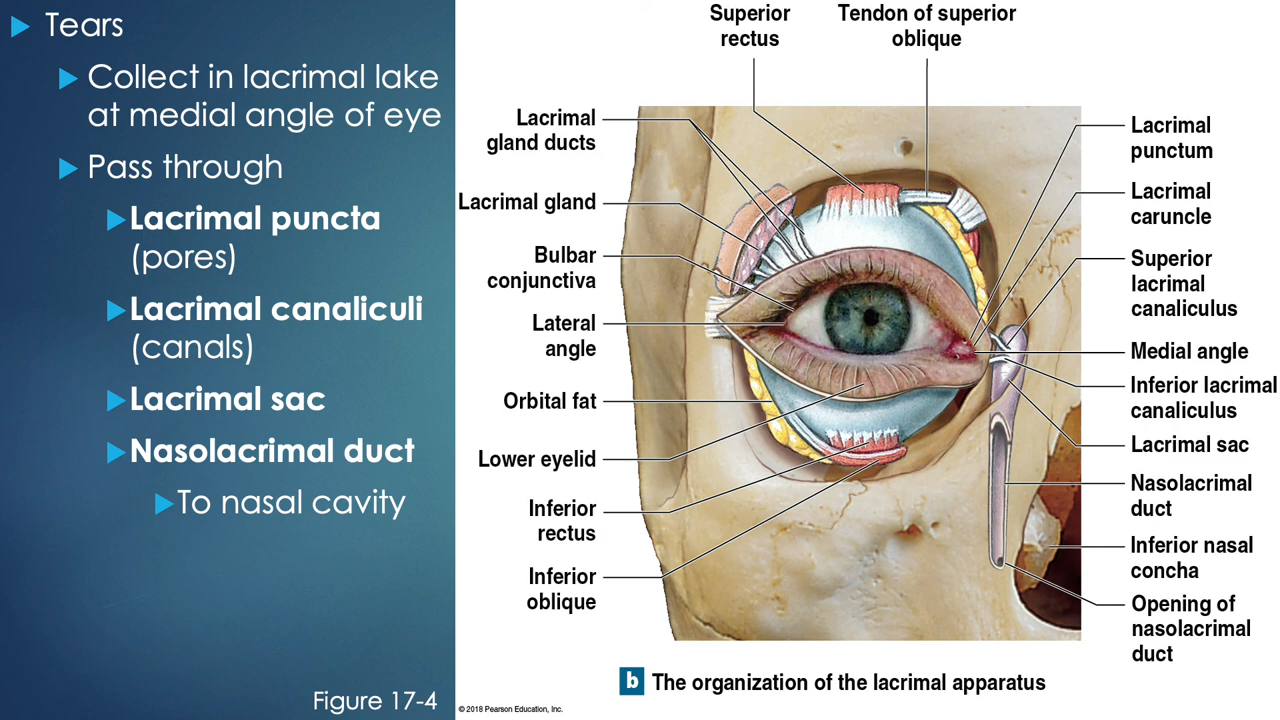 Tears
Collect in lacrimal lake
at medial angle of eye
Pass through
Lacrimal puncta
(pores)
Lacrimal canaliculi
(canals)
Lacrimal sac
Nasolacrimal duct
To nasal cavity
Figure 17-4
Superior
rectus
Tendon of superior
oblique
Lacrimal
gland ducts
Lacrimal gland
Bulbar
conjunctiva
Lateral
angle
Orbital fat
Lower eyelid
Inferior
rectus
Inferior
oblique
Lacrimal
punctum
Lacrimal
caruncle
Superior
lacrimal
canaliculus
Medial angle
Inferior lacrimal
canaliculus
Lacrimal sac
Nasolacrimal
duct
Inferior nasal
concha
Opening of
nasolacrimal
duct
b The organization of the lacrimal apparatus
© 2018 Pearson Education, Inc.